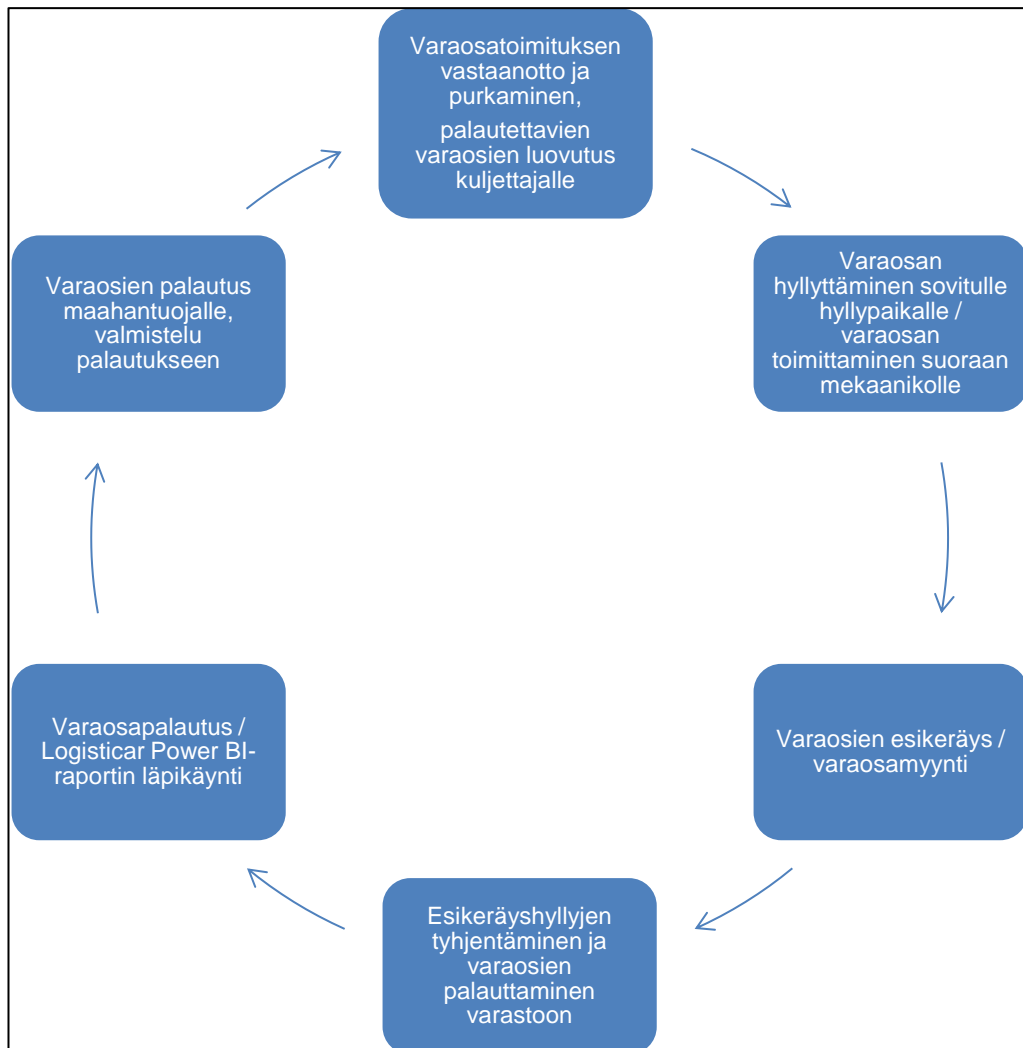 Varaosatoimituksen
vastaanotto ja
purkaminen,
palautettavien
varaosien luovutus
kuljettajalle
Varaosan
hyllyttäminen sovitulle
hyllypaikalle /
varaosan
toimittaminen suoraan
mekaanikolle
Varaosien esikeräys /
varaosamyynti
Esikeräyshyllyjen
tyhjentäminen ja
varaosien
palauttaminen
varastoon
Varaosapalautus /
Logisticar Power BI-
raportin läpikäynti
Varaosien palautus
maahantuojalle,
valmistelu
palautukseen